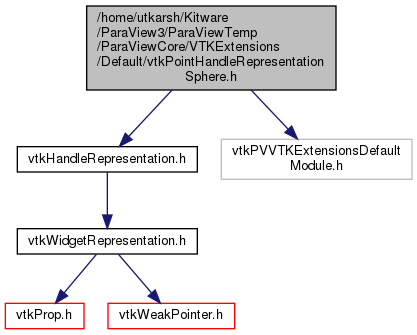 /home/utkarsh/Kitware
/ParaView3/ParaViewTemp
/ParaViewCore/VTKExtensions
/Default/vtkPointHandleRepresentation
Sphere.h
vtkHandleRepresentation.h
vtkPVVTKExtensionsDefault
Module.h
vtkWidgetRepresentation.h
vtkProp.h
vtkWeakPointer.h